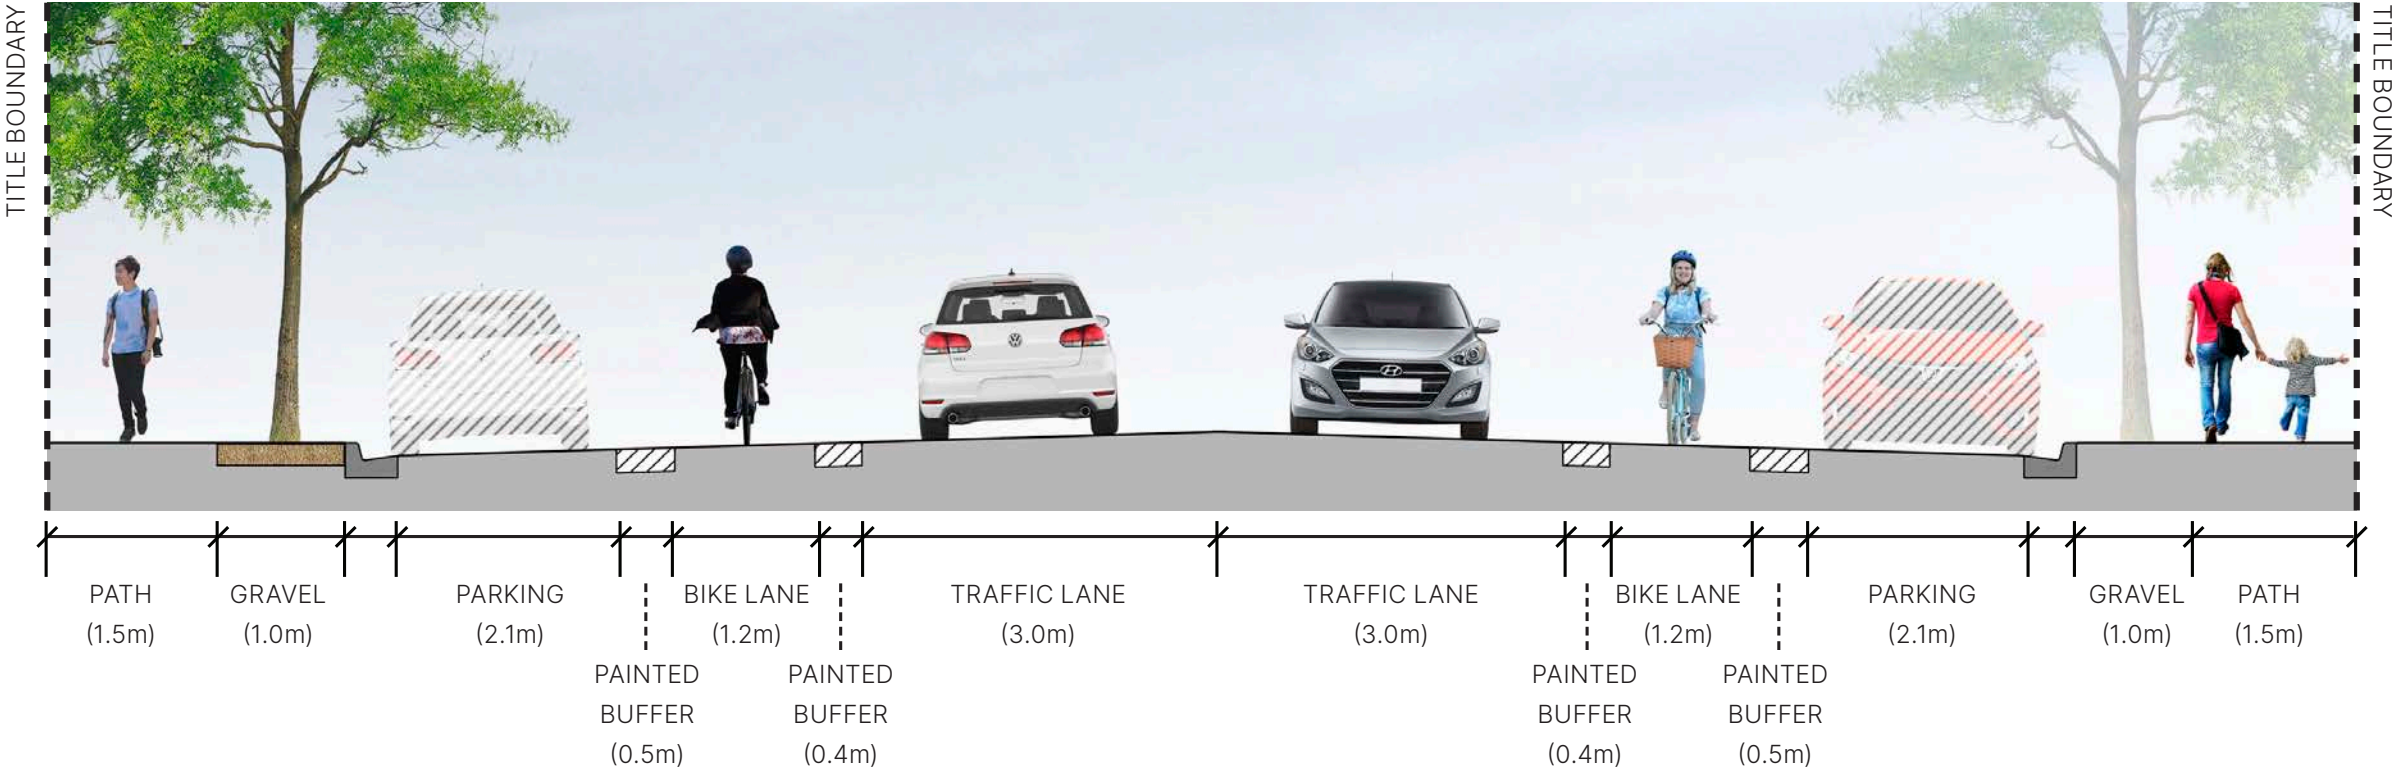 TITLE BOUNDARY
TITLE BOUNDARY
PATH
(1.5m)
GRAVEL
(1.0m)
PARKING
(2.1m)
PAINTED
BUFFER
(0.5m)
BIKE LANE
(1.2m)
PAINTED
BUFFER
(0.4m)
TRAFFIC LANE
(3.0m)
TRAFFIC LANE
(3.0m)
PAINTED
BUFFER
(0.4m)
BIKE LANE
(1.2m)
PAINTED
BUFFER
(0.5m)
PARKING
(2.1m)
GRAVEL
(1.0m)
PATH
(1.5m)